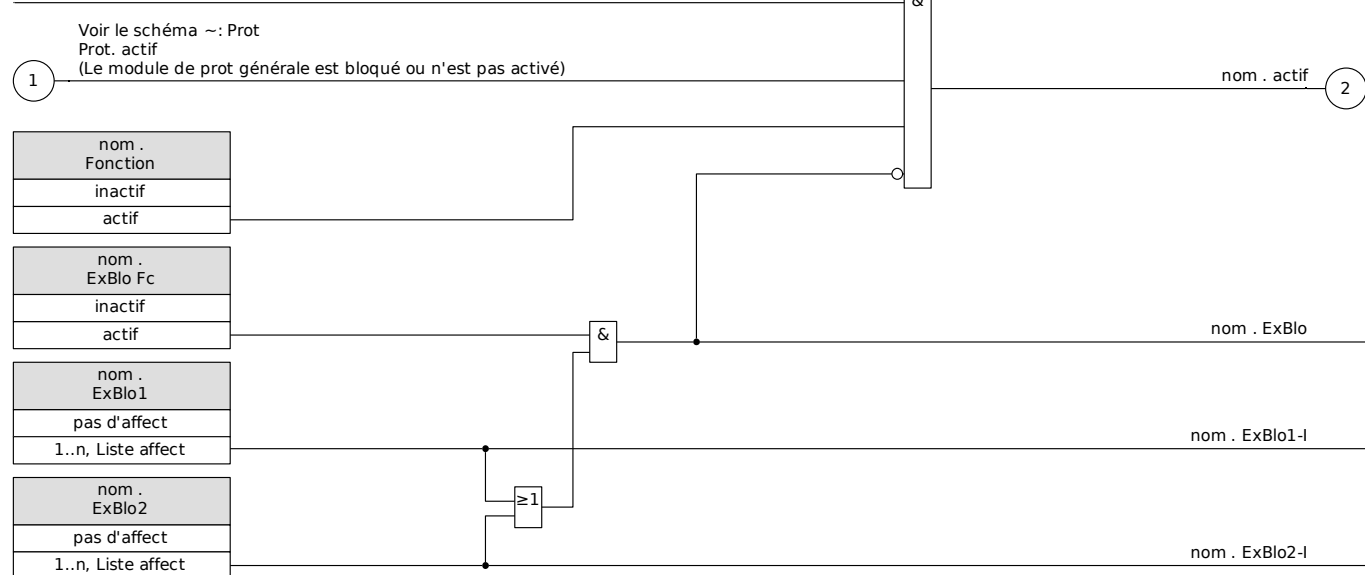 &
Voir le schéma ~: Prot
Prot. actif
(Le module de prot générale est bloqué ou n'est pas activé)
1
nom . actif
2
nom .
Fonction
inactif
actif
nom .
ExBlo Fc
inactif
actif
&
nom . ExBlo
nom .
ExBlo1
pas d'affect
1..n, Liste affect
nom . ExBlo1-I
≥1
nom .
ExBlo2
pas d'affect
1..n, Liste affect
nom . ExBlo2-I